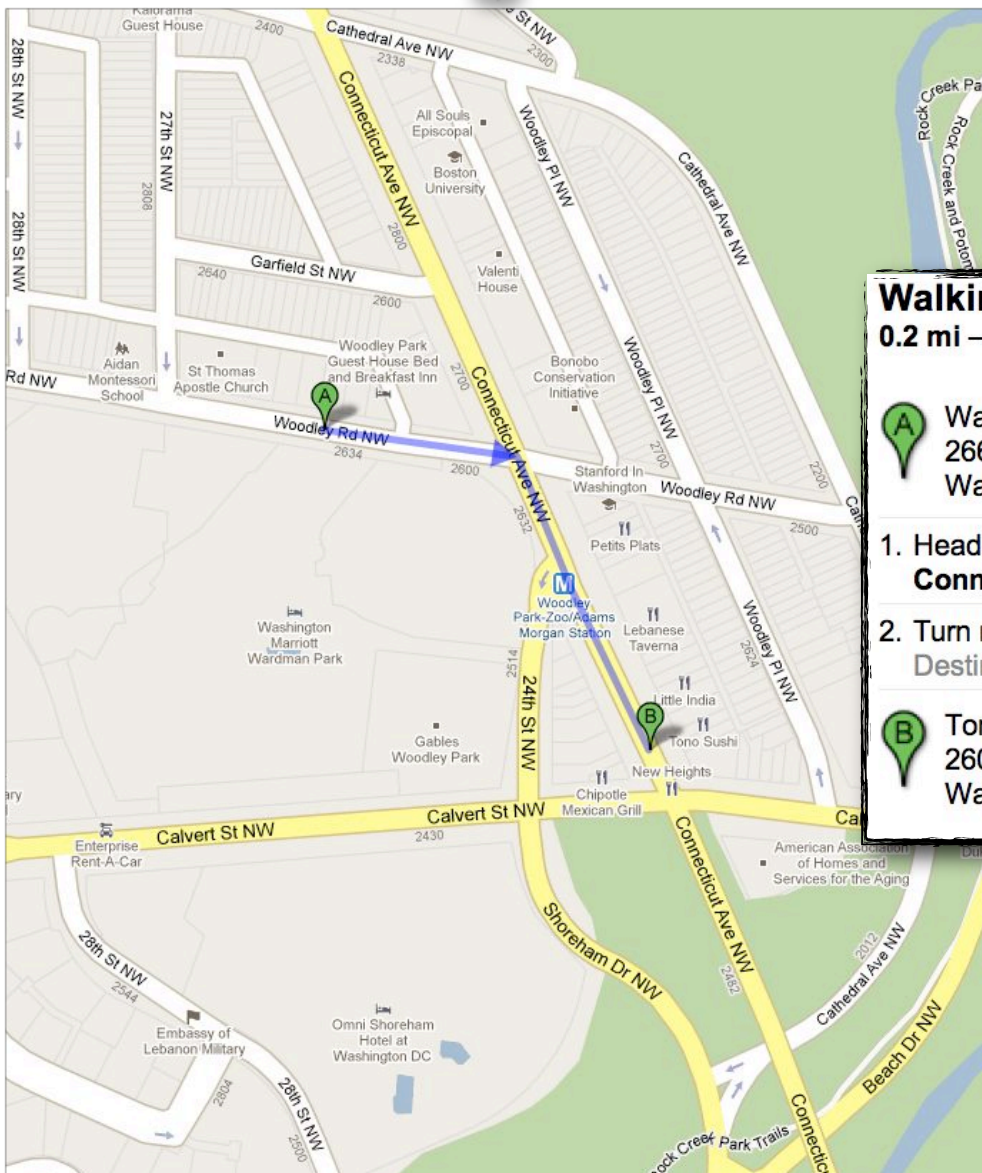 Kalorama
Guest House
2400
Cathedral Ave NW
2338
St NW
2300
28th St NW
27th St NW
2808
28th St NW
Connecticut Ave NW
2800
All Souls
Episcopal
Boston
University
Woodley Pl NW
Cathedral Ave NW
Rock Creek
Rock Creek and
Garfield St NW
2640
2600
Valenti
House
Aidan
Montessori
School
St Thomas
Apostle Church
Woodley Park
Guest House Bed
and Breakfast Inn
2700
Connecticut Ave NW
Bonobo
Conservation
Initiative
Woodley Pl NW
2700
2200
Rd NW
A
Woodley Rd NW
2634
2600
Stanford In
Washington
Woodley Rd NW
2500
2632
Petits Plats
M
Woodley
Park-Zoo/Adams
Morgan Station
Washington
Marriott
Wardman Park
Lebanese
Taverna
2624
Woodley Pl NW
2514
24th St NW
Little India
B
Tono Sushi
Gables
Woodley Park
New Heights
Chipotle
Mexican Grill
Calvert St NW
Calvert St NW
2430
Ca
Enterprise
Rent-A-Car
American Association
of Homes and
Services for the Aging
Connecticut Ave NW
2482
Shoreham Dr NW
2012
Cathedral Ave NW
Beach Dr NW
28th St NW
2544
Embassy of
Lebanon Military
2804
28th St NW
2500
Omni Shoreham
Hotel at
Washington DC
Creek Park Trails
Connectic
Walkin
0.2 mi –
A
Wa
266
Wa
1. Head
Conn
2. Turn r
Destin
B
Ton
260
Wa